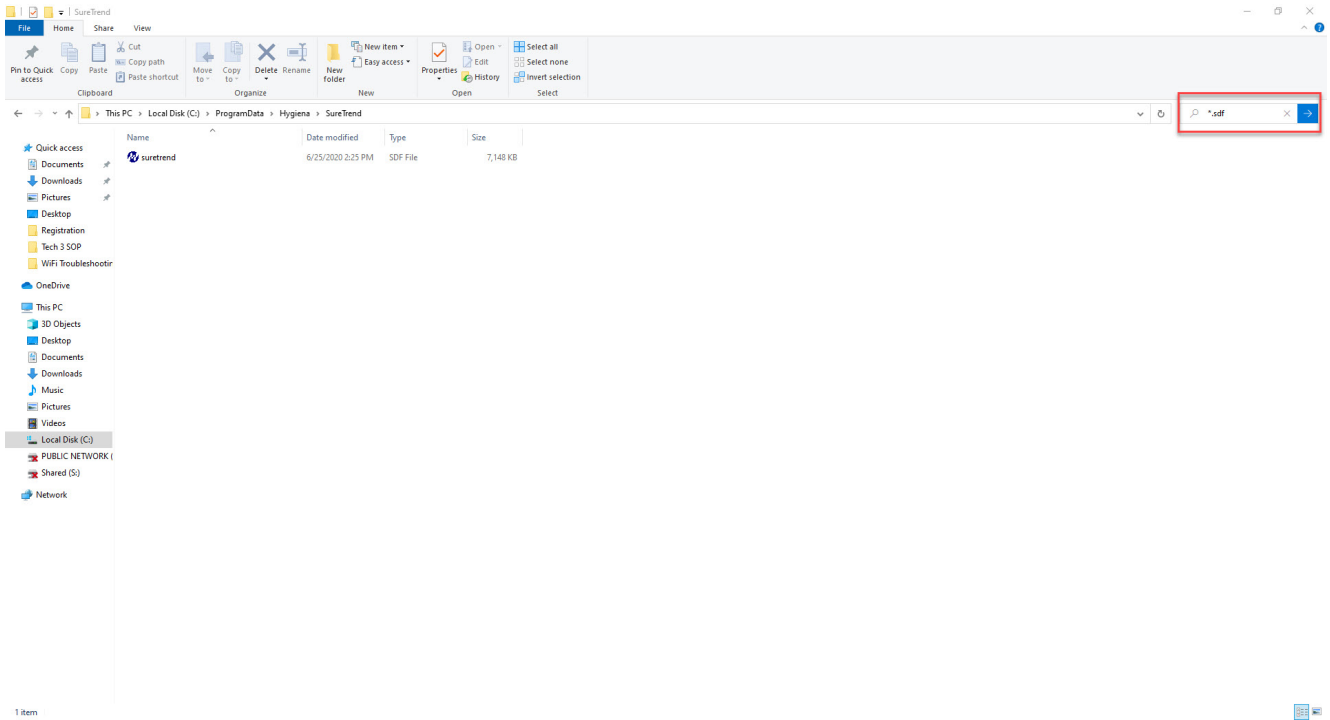 SureTrend
File Home Share View
Pin to Quick access
Copy
Paste
Cut
Copy path
Paste shortcut
Clipboard
Move to
Copy to
Delete
Rename
Organize
New folder
New item
Easy access
New
Properties
Open
Edit
History
Open
Select all
Select none
Invert selection
Select
This PC > Local Disk (C:) > ProgramData > Hygiena > SureTrend
*.sdf
Name Date modified Type Size
suretrend 6/25/2020 2:25 PM SDF File 7,148 KB
Quick access
Documents
Downloads
Pictures
Desktop
Registration
Tech 3 SOP
WiFi Troubleshootin
OneDrive
This PC
3D Objects
Desktop
Documents
Downloads
Music
Pictures
Videos
Local Disk (C:)
PUBLIC NETWORK (
Shared (S:)
Network
1 item